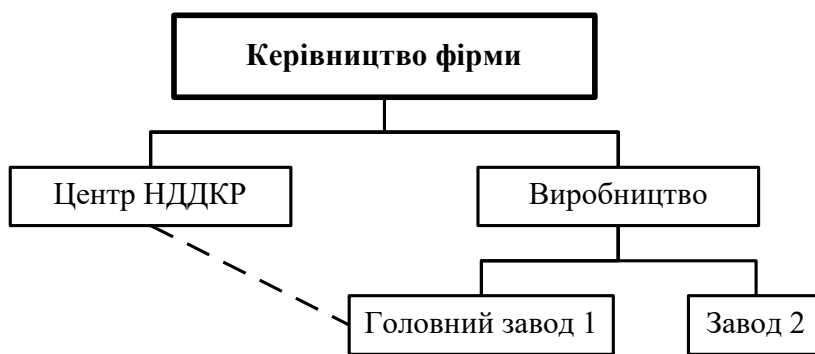 Керівництво фірми
Центр НДДКР
Виробництво
Головний завод 1
Завод 2